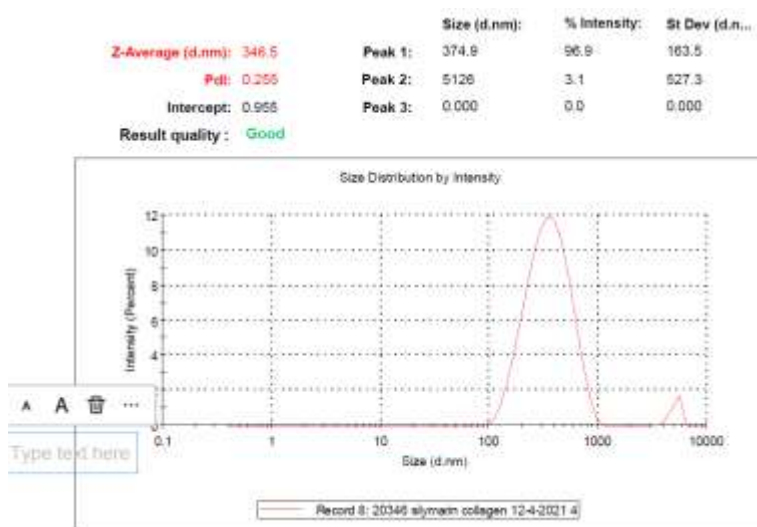 Size (d.nm): % Intensity: St Dev (d.n...
Z-Average (d.nm): 346.5 Peak 1: 374.9 96.9 163.5
PdI: 0.255 Peak 2: 5126 3.1 527.3
Intercept: 0.955 Peak 3: 0.000 0.0 0.000
Result quality : Good
Size Distribution by Intensity
Intensity (Percent)
12
10
8
6
4
0
0.1 1 10 100 1000 10000
Size (d.nm)
A A ...
Type text here
Record 8: 20346 silymarin collagen 12-4-2021 4